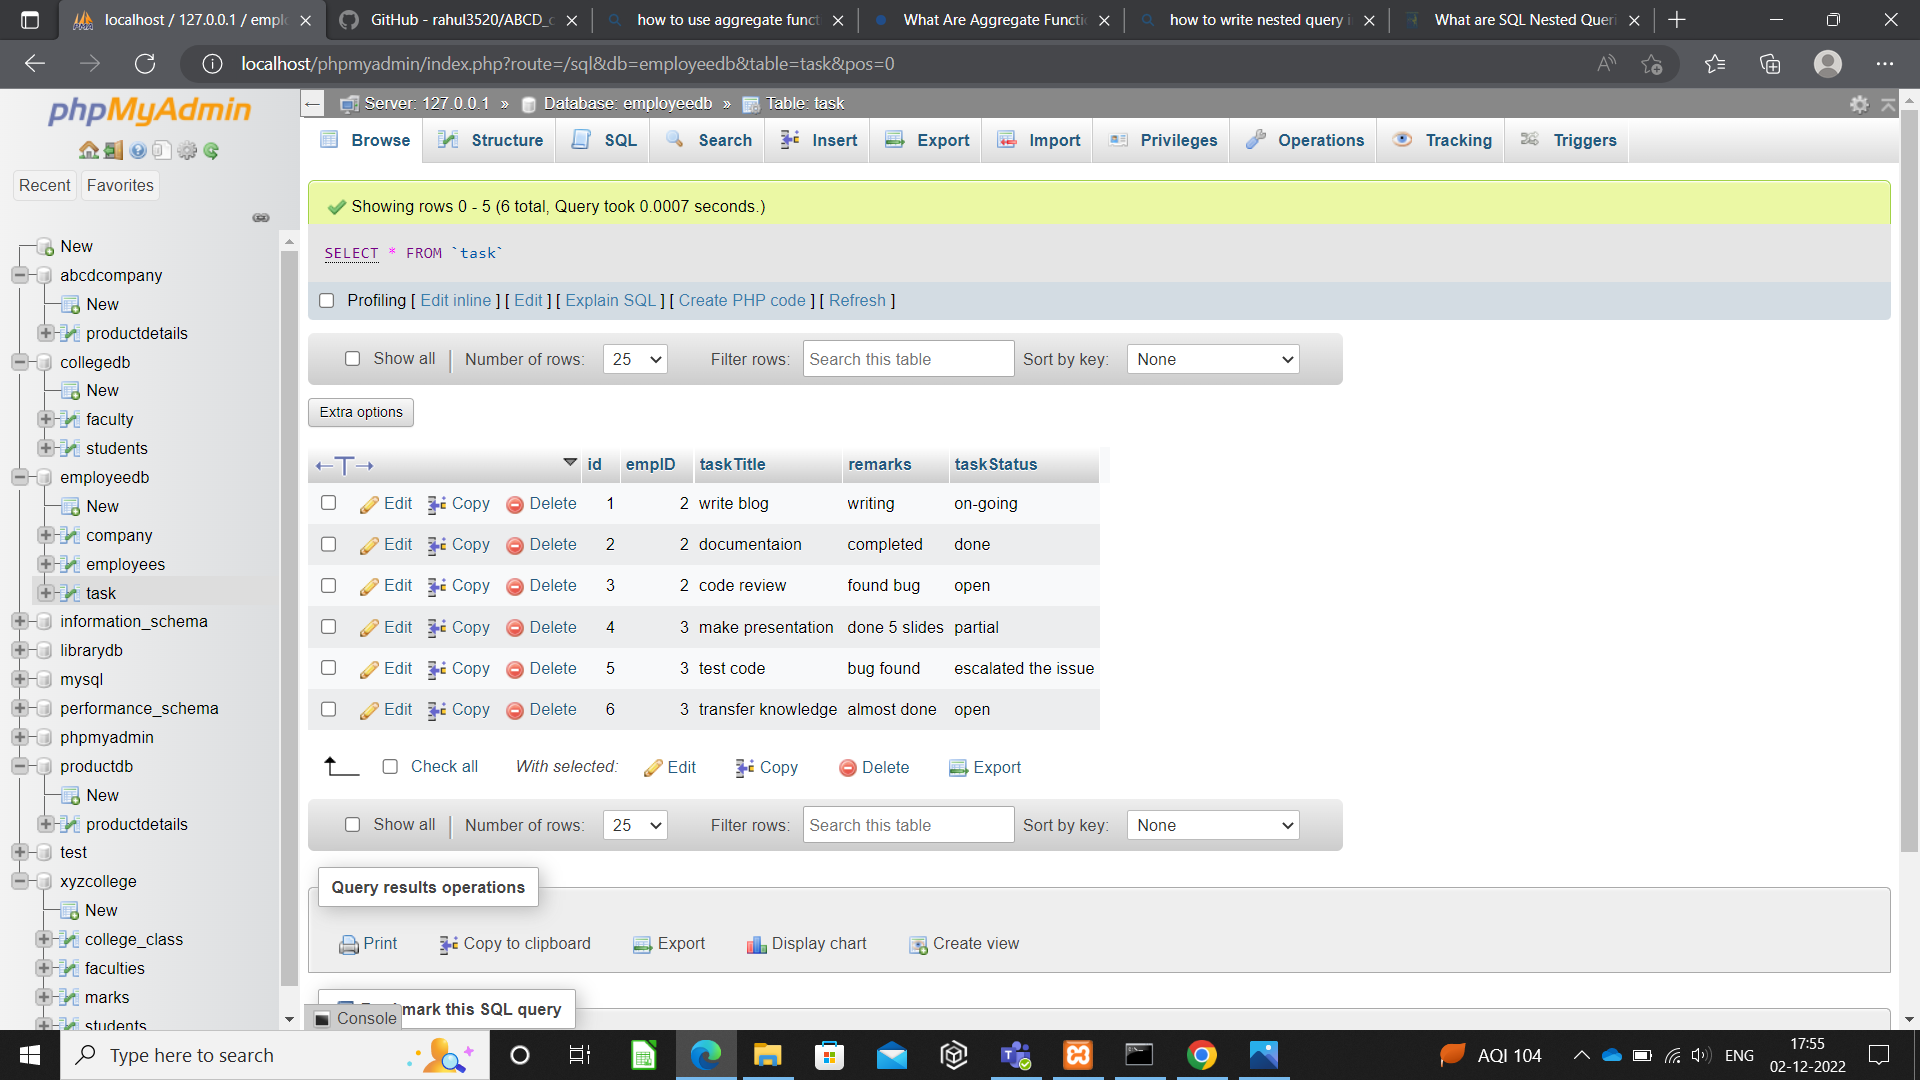 localhost / 127.0.0.1 / empl
GitHub - rahul3520/ABCD_c
how to use aggregate funct
What Are Aggregate Functi
how to write nested query i
What are SQL Nested Queri
localhost/phpmyadmin/index.php?route=/sql&db=employeedb&table=task&pos=0
phpMyAdmin
Recent
Favorites
New
abcdcompany
New
productdetails
collegedb
New
faculty
students
employeedb
New
company
employees
task
information_schema
librarydb
mysql
performance_schema
phpmyadmin
productdb
New
productdetails
test
xyzcollege
New
college_class
faculties
marks
students
Server: 127.0.0.1 » Database: employeedb » Table: task
Browse Structure SQL Search Insert Export Import Privileges Operations Tracking Triggers
Showing rows 0 - 5 (6 total, Query took 0.0007 seconds.)
SELECT * FROM `task`
Profiling [ Edit inline ] [ Edit ] [ Explain SQL ] [ Create PHP code ] [ Refresh ]
Show all Number of rows: 25 Filter rows: Search this table Sort by key: None
Extra options
←T→ id empID taskTitle remarks taskStatus
Edit Copy Delete 1 2 write blog writing on-going
Edit Copy Delete 2 2 documentaion completed done
Edit Copy Delete 3 2 code review found bug open
Edit Copy Delete 4 3 make presentation done 5 slides partial
Edit Copy Delete 5 3 test code bug found escalated the issue
Edit Copy Delete 6 3 transfer knowledge almost done open
Check all With selected: Edit Copy Delete Export
Show all Number of rows: 25 Filter rows: Search this table Sort by key: None
Query results operations
Print Copy to clipboard Export Display chart Create view
mark this SQL query
Console
Type here to search
AQI 104
ENG
17:55
02-12-2022